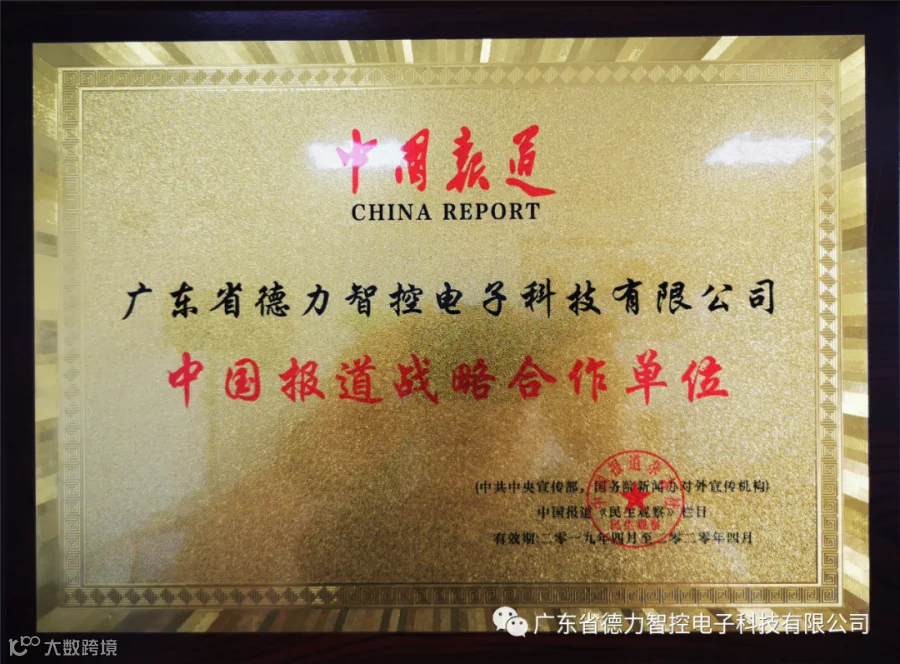 中国報道
CHINA REPORT
广东省德力智控电子科技有限公司
中国报道战略合作单位
(中共中央宣传部，国务院新闻办对外宣传机构)
中国报道《民生观察》栏目
有效期:二零一九年四月至二零二零年四月
民生观察
广东省德力智控电子科技有限公司
大数跨境